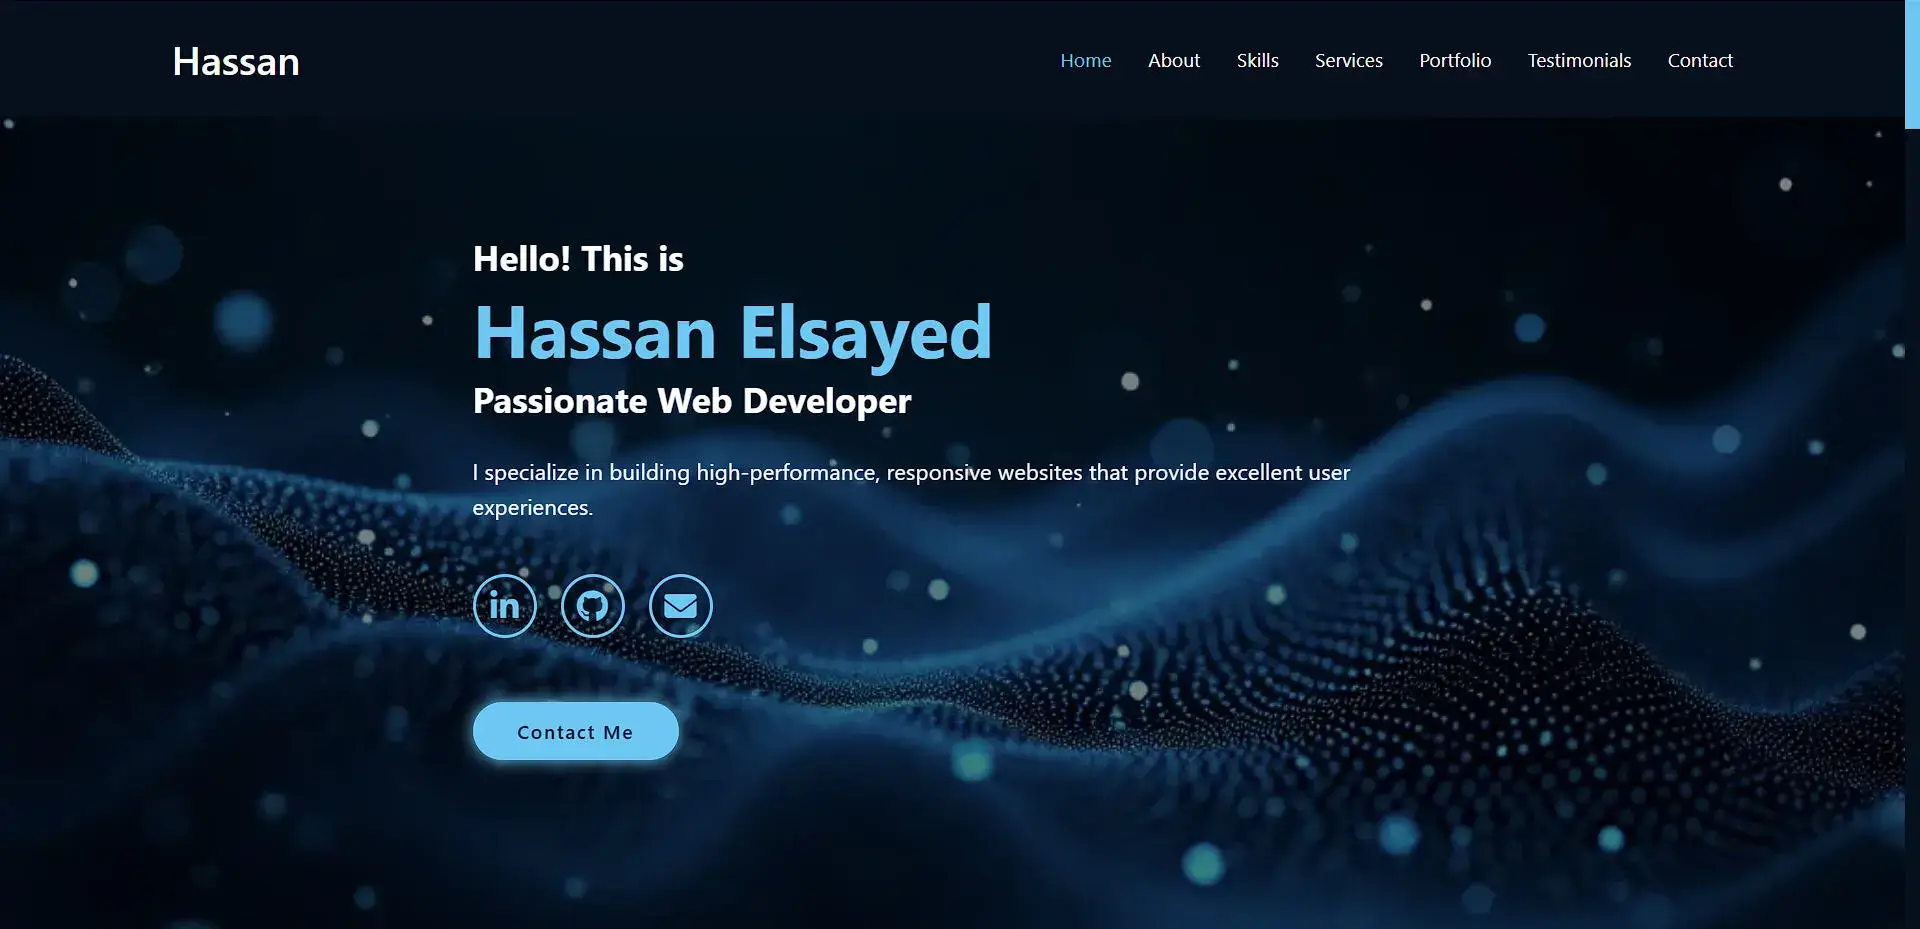 Hassan
Home About Skills Services Portfolio Testimonials Contact
Hello! This is
Hassan Elsayed
Passionate Web Developer
I specialize in building high-performance, responsive websites that provide excellent user
experiences.
in
Contact Me